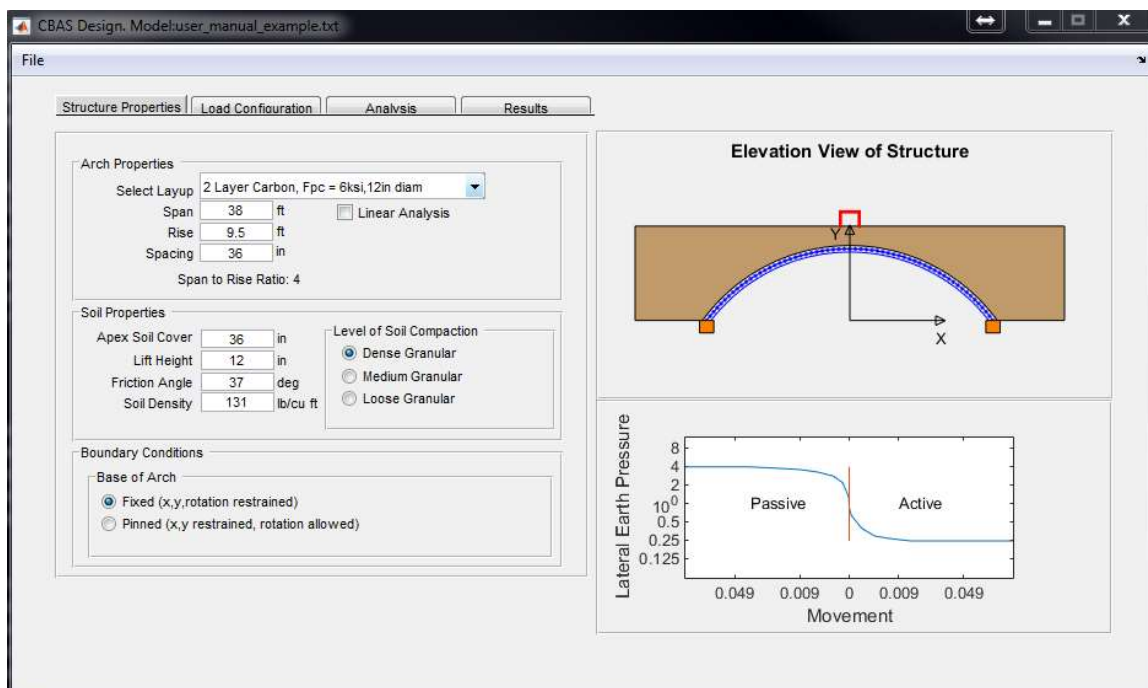 CBAS Design. Model:user_manual_example.txt
File
Structure Properties
Load Configuration
Analysis
Results
Arch Properties
Select Layup 2 Layer Carbon, Fpc = 6ksi,12in diam
Span 38 ft
Linear Analysis
Rise 9.5 ft
Spacing 36 in
Span to Rise Ratio: 4
Soil Properties
Apex Soil Cover 36 in
Lift Height 12 in
Friction Angle 37 deg
Soil Density 131 lb/cu ft
Level of Soil Compaction
Dense Granular
Medium Granular
Loose Granular
Boundary Conditions
Base of Arch
Fixed (x,y,rotation restrained)
Pinned (x,y restrained, rotation allowed)
Elevation View of Structure
Y
X
Lateral Earth Pressure
8
4
2
10⁰
0.5
0.25
0.125
Passive
Active
0.049 0.009 0 0.009 0.049
Movement